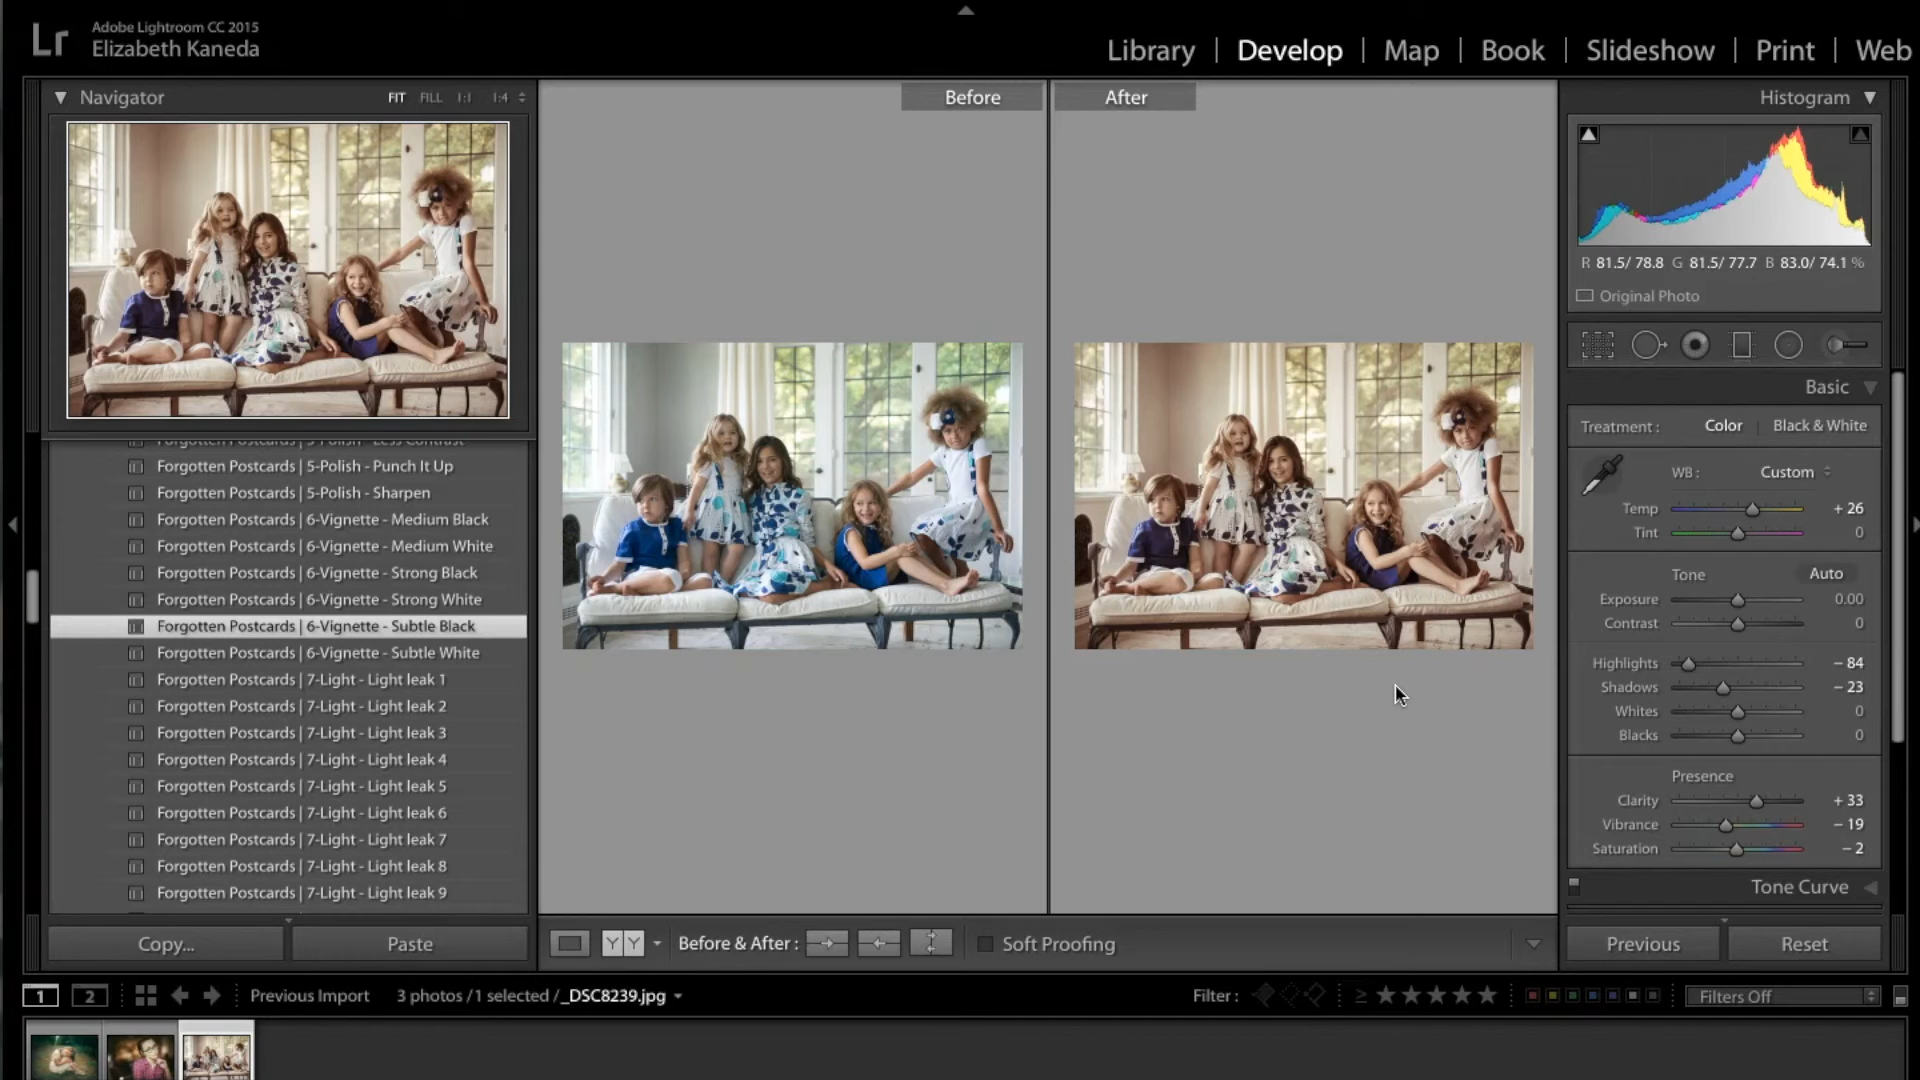 Lr
Adobe Lightroom CC 2015
Elizabeth Kaneda
Library | Develop | Map | Book | Slideshow | Print | Web
Navigator
FIT FILL 1:1 1:4
Forgotten Postcards | 5-Polish - Less Contrast
Forgotten Postcards | 5-Polish - Punch It Up
Forgotten Postcards | 5-Polish - Sharpen
Forgotten Postcards | 6-Vignette - Medium Black
Forgotten Postcards | 6-Vignette - Medium White
Forgotten Postcards | 6-Vignette - Strong Black
Forgotten Postcards | 6-Vignette - Strong White
Forgotten Postcards | 6-Vignette - Subtle Black
Forgotten Postcards | 6-Vignette - Subtle White
Forgotten Postcards | 7-Light - Light leak 1
Forgotten Postcards | 7-Light - Light leak 2
Forgotten Postcards | 7-Light - Light leak 3
Forgotten Postcards | 7-Light - Light leak 4
Forgotten Postcards | 7-Light - Light leak 5
Forgotten Postcards | 7-Light - Light leak 6
Forgotten Postcards | 7-Light - Light leak 7
Forgotten Postcards | 7-Light - Light leak 8
Forgotten Postcards | 7-Light - Light leak 9
Copy...
Paste
Before
After
YY
Before & After :
Soft Proofing
Histogram
R 81.5/ 78.8 G 81.5/ 77.7 B 83.0/ 74.1 %
Original Photo
Basic
Treatment : Color | Black & White
WB : Custom
Temp + 26
Tint 0
Tone Auto
Exposure 0.00
Contrast 0
Highlights - 84
Shadows - 23
Whites 0
Blacks 0
Presence
Clarity + 33
Vibrance - 19
Saturation - 2
Tone Curve
Previous
Reset
1 2 Previous Import 3 photos /1 selected /_DSC8239.jpg
Filter : ≥ Filters Off